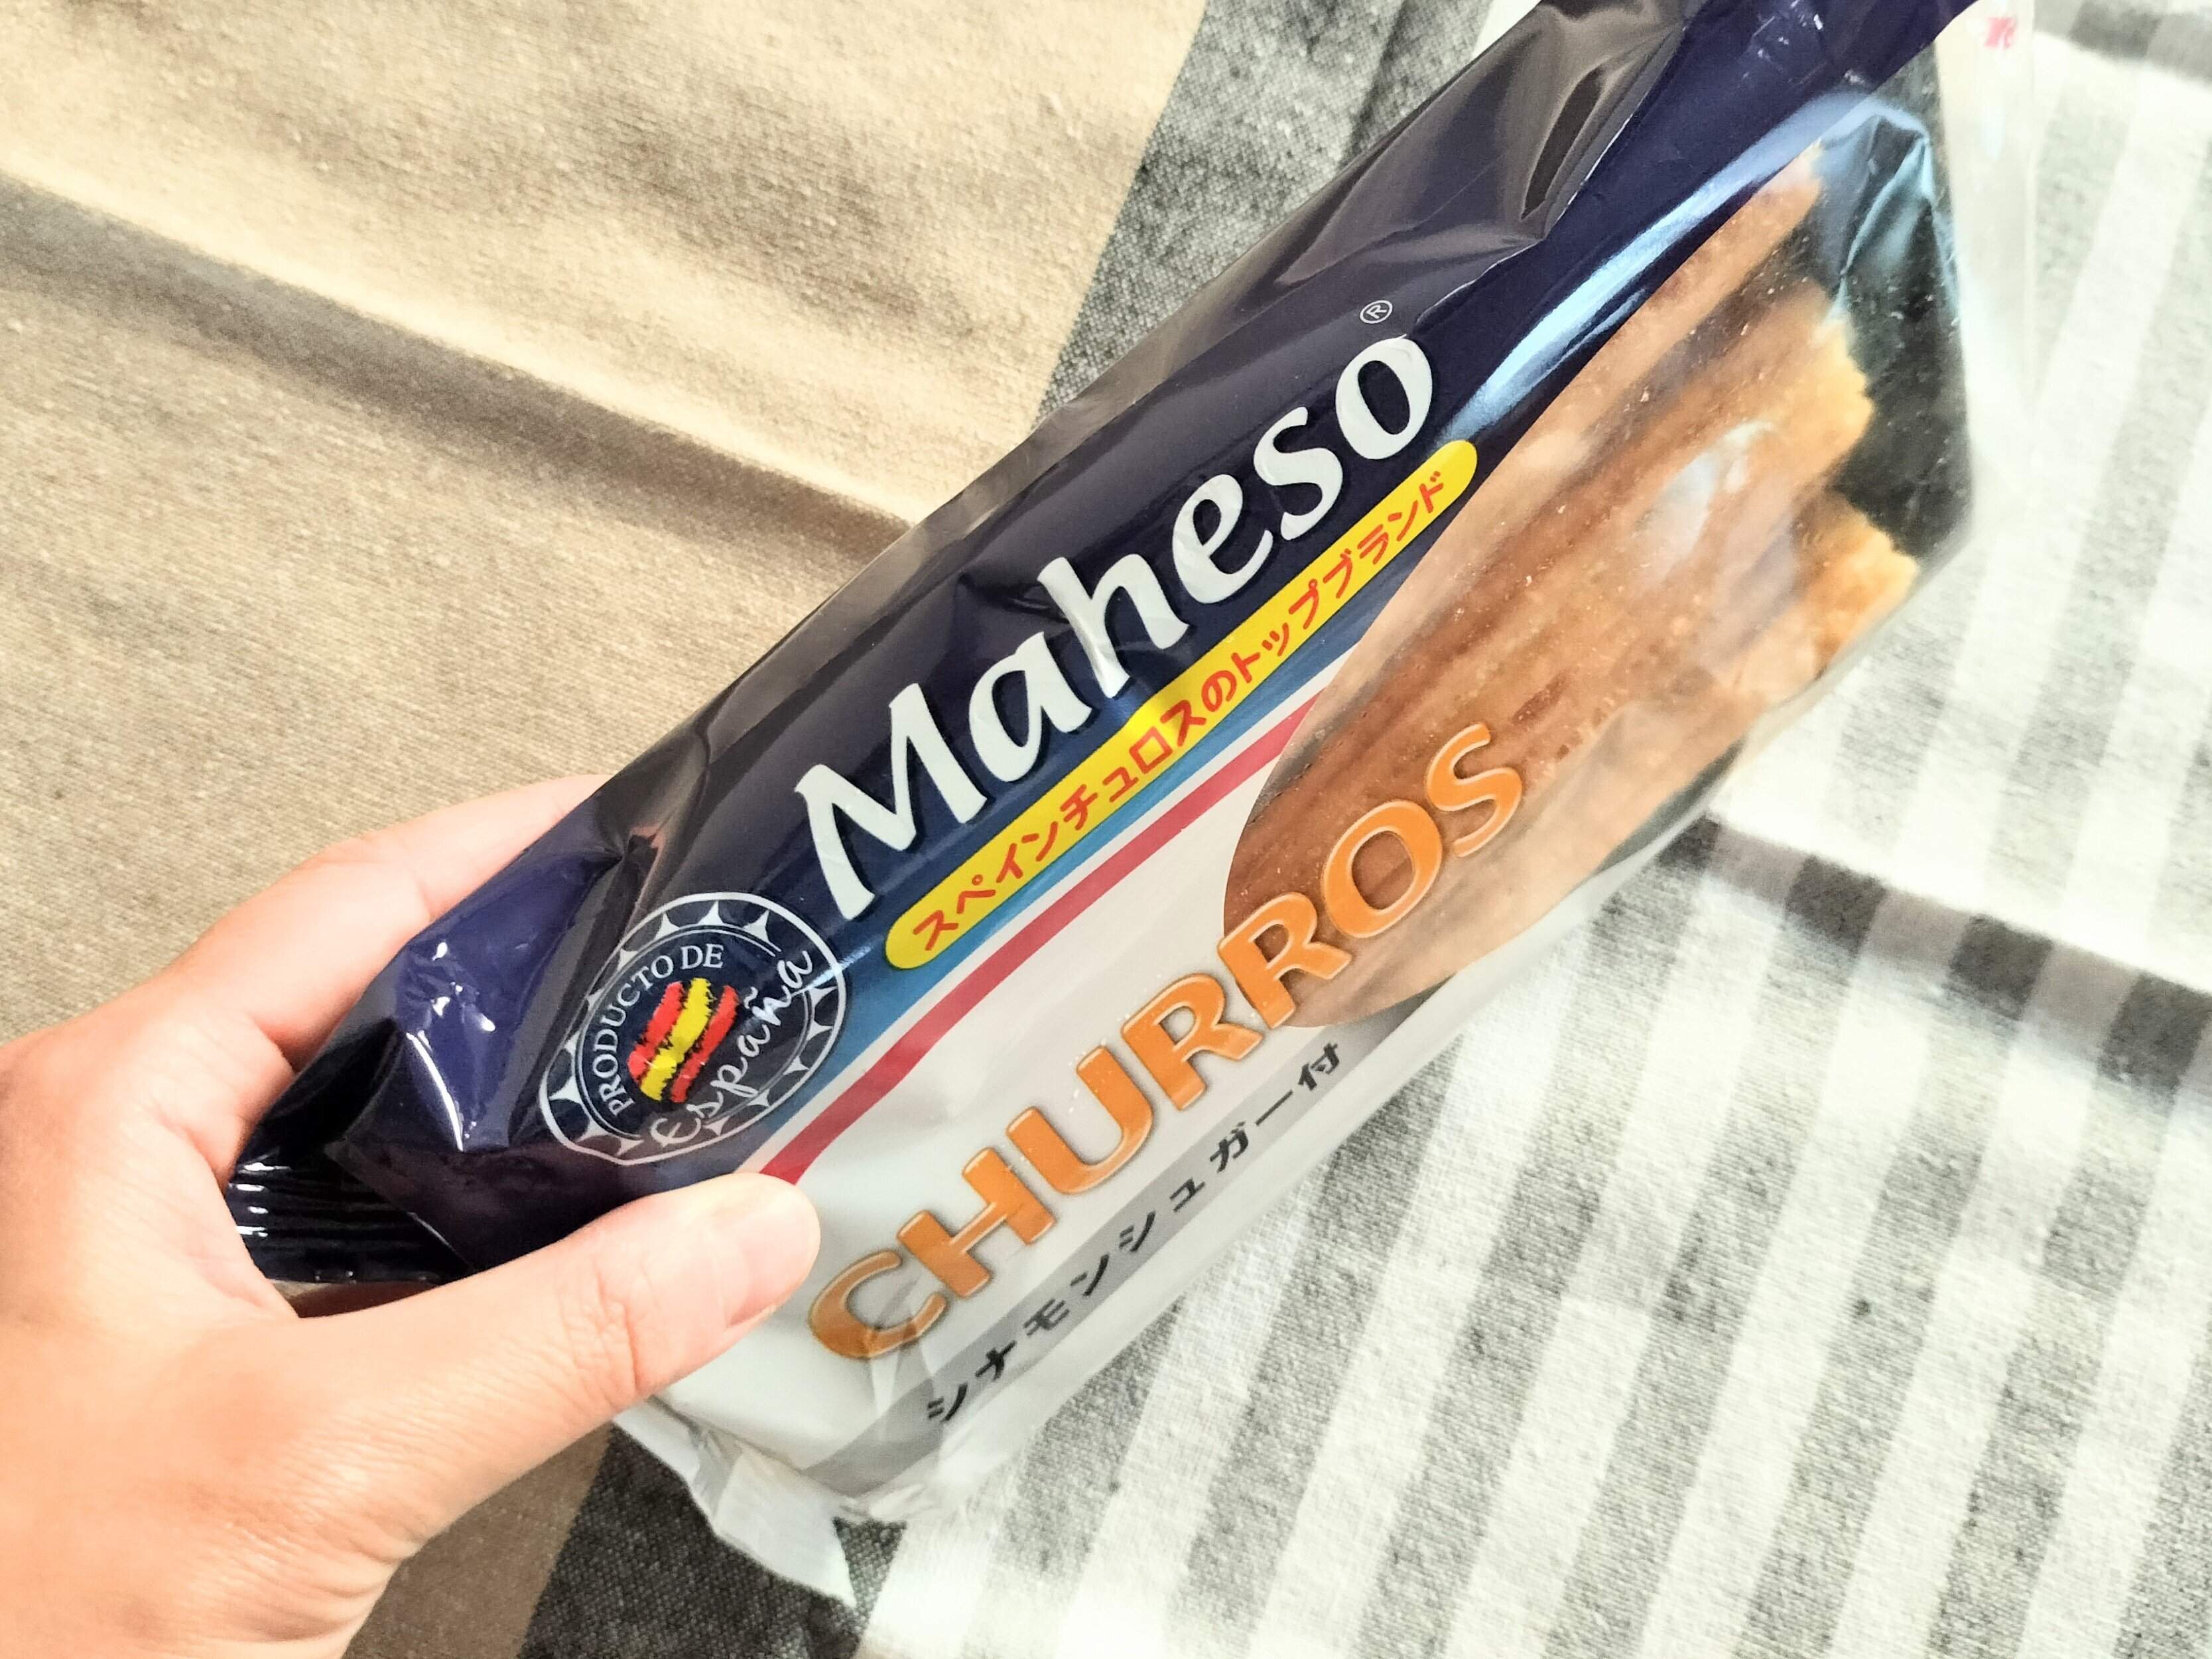 Maheso®
スペインチュロスのトップブランド
PRODUCTO DE
España
CHURROS
シナモンシュガー付